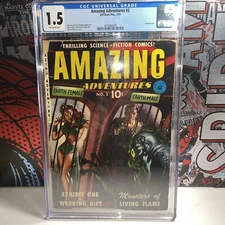 CGC UNIVERSAL GRADE
1.5
Amazing Adventures #2
THRILLING SCIENCE-FICTION COMICS!
AMAZING
ADVENTURES
EARTH FEMALE
NO. 2 10¢
EARTH MALE
EXHIBIT ONE
WEDDING GIFT
Monsters of
LIVING FLAME